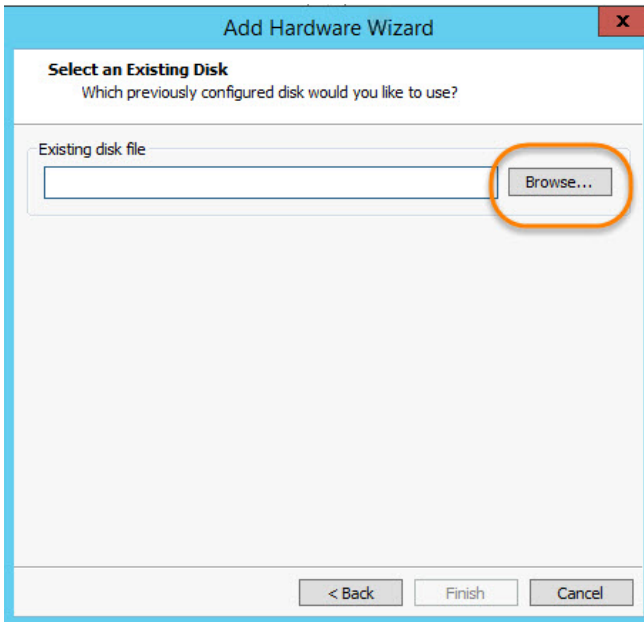 Add Hardware Wizard
x
Select an Existing Disk
Which previously configured disk would you like to use?
Existing disk file
Browse...
< Back Finish Cancel